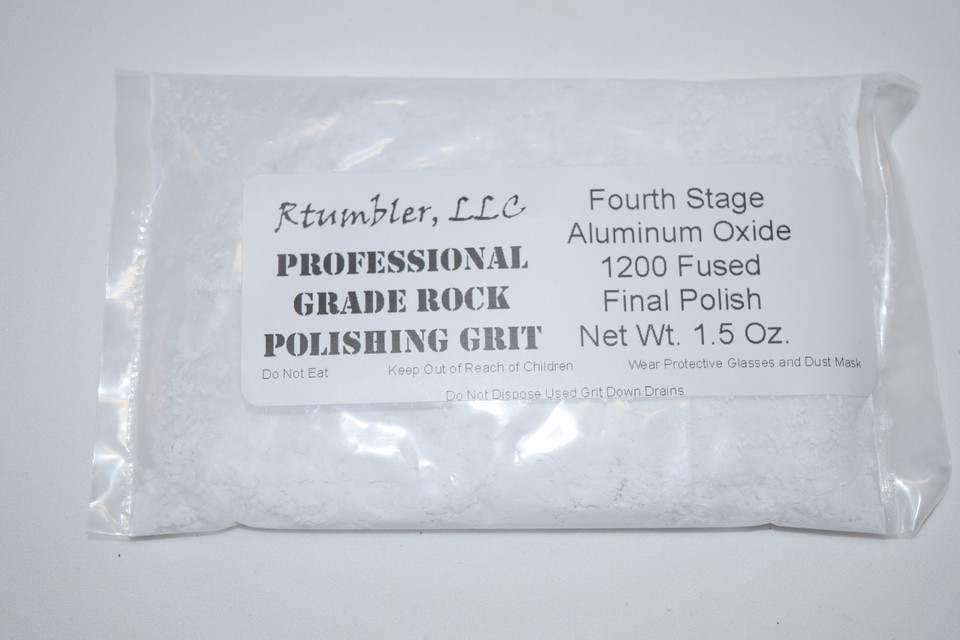 Rtumbler, LLC
PROFESSIONAL
GRADE ROCK
POLISHING GRIT
Fourth Stage
Aluminum Oxide
1200 Fused
Final Polish
Net Wt. 1.5 Oz.
Do Not Eat
Keep Out of Reach of Children
Wear Protective Glasses and Dust Mask
Do Not Dispose Used Grit Down Drains